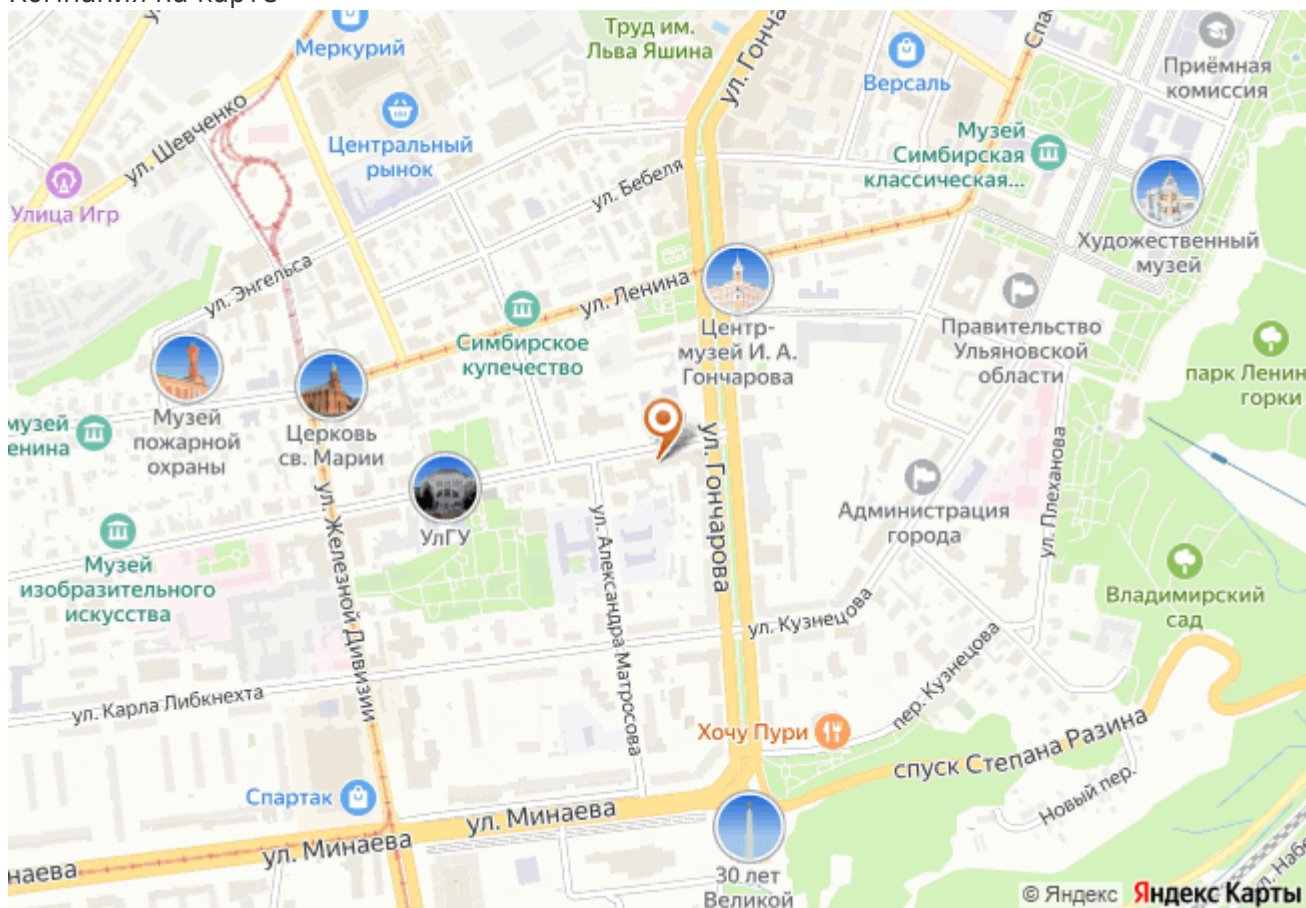 Труд им.
Льва Яшина
ул. Гонча
Спа
Меркурий
Версаль
Приёмная
комиссия
ул. Шевченко
Центральный
рынок
Музей
Симбирская
классическая...
ул. Бебеля
Улица Игр
Художественный
музей
ул. Энгельса
ул. Ленина
Симбирское
купечество
Центр-
музей И. А.
Гончарова
Правительство
Ульяновской
области
парк Ленин
горки
музей
енина
Музей
пожарной
охраны
Церковь
св. Марии
ул. Гончарова
ул. Плеханова
УлГУ
Администрация
города
Музей
изобразительного
искусства
ул. Железной Дивизии
ул. Александра Матросова
Владимирский
сад
ул. Кузнецова
пер. Кузнецова
ул. Карла Либкнехта
Хочу Пури
спуск Степана Разина
Новый пер.
Спартак
ул. Минаева
ул. Минаева
наева
30 лет
Великой
ул. Набе
© Яндекс Яндекс Карты